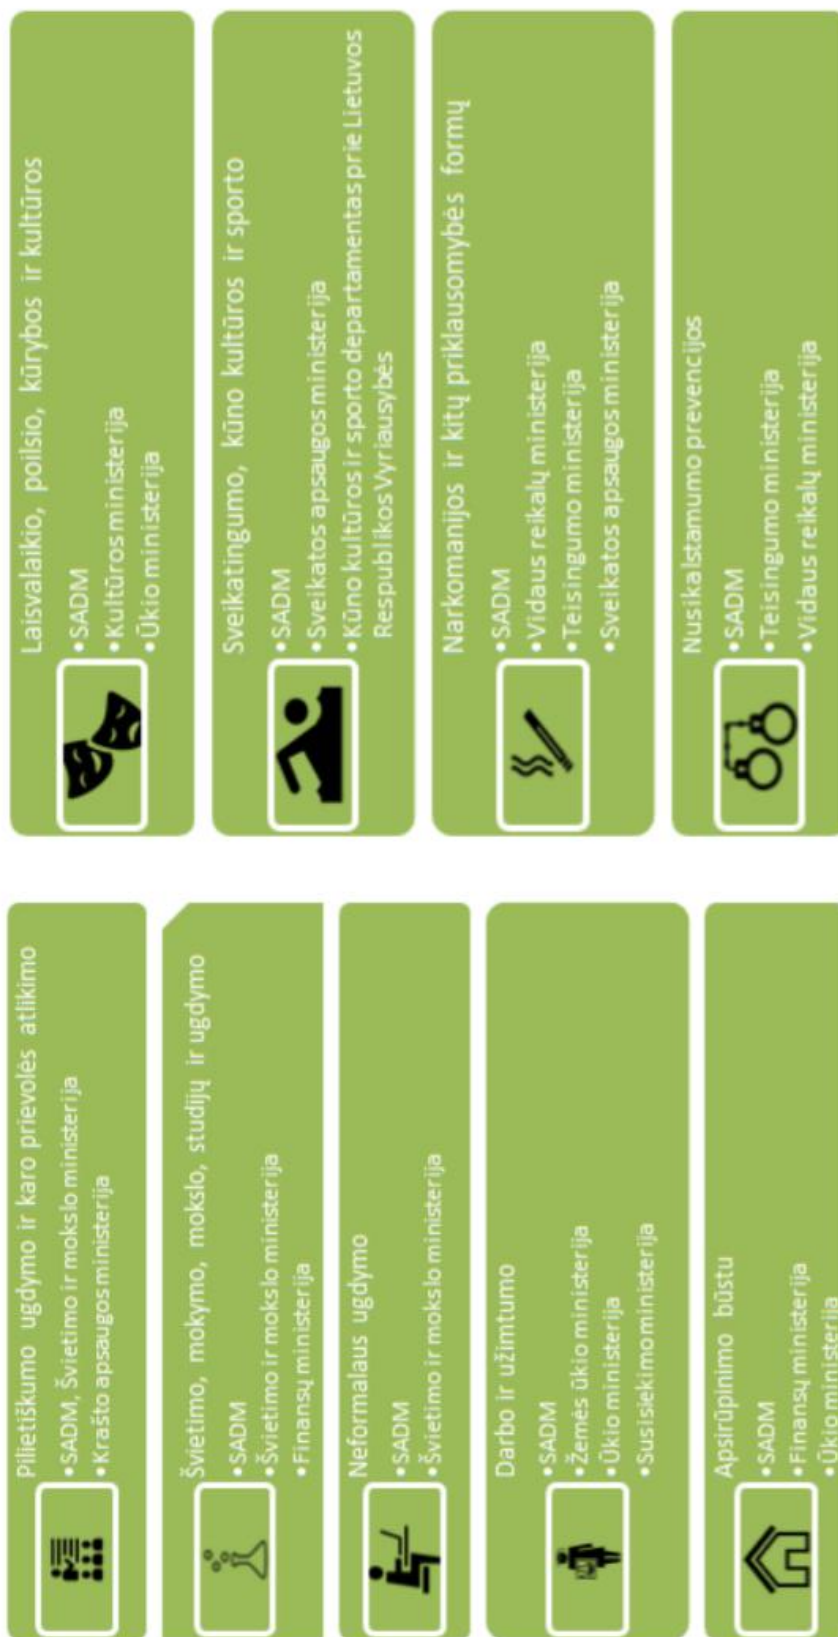 Pilietiškumo ugdymo ir karo prievolės atlikimo
•SADM, Švietimo ir mokslo ministerija
•Krašto apsaugos ministerija
Švietimo, mokymo, mokslo, studijų ir ugdymo
•SADM
•Švietimo ir mokslo ministerija
•Finansų ministerija
Neformalaus ugdymo
•SADM
•Švietimo ir mokslo ministerija
Darbo ir užimtumo
•SADM
•Žemės ūkio ministerija
•Ūkio ministerija
•Susisiekimo ministerija
Apsirūpinimo būstu
•SADM
•Finansų ministerija
•Ūkio ministerija
Laisvalaikio, poilsio, kūrybos ir kultūros
•SADM
•Kultūros ministerija
•Ūkio ministerija
Sveikatingumo, kūno kultūros ir sporto
•SADM
•Sveikatos apsaugos ministerija
•Kūno kultūros ir sporto departamentas prie Lietuvos
Respublikos Vyriausybės
Narkomanijos ir kitų priklausomybės formų
•SADM
•Vidaus reikalų ministerija
•Teisingumo ministerija
•Sveikatos apsaugos ministerija
Nusikalstamumo prevencijos
•SADM
•Teisingumo ministerija
•Vidaus reikalų ministerija